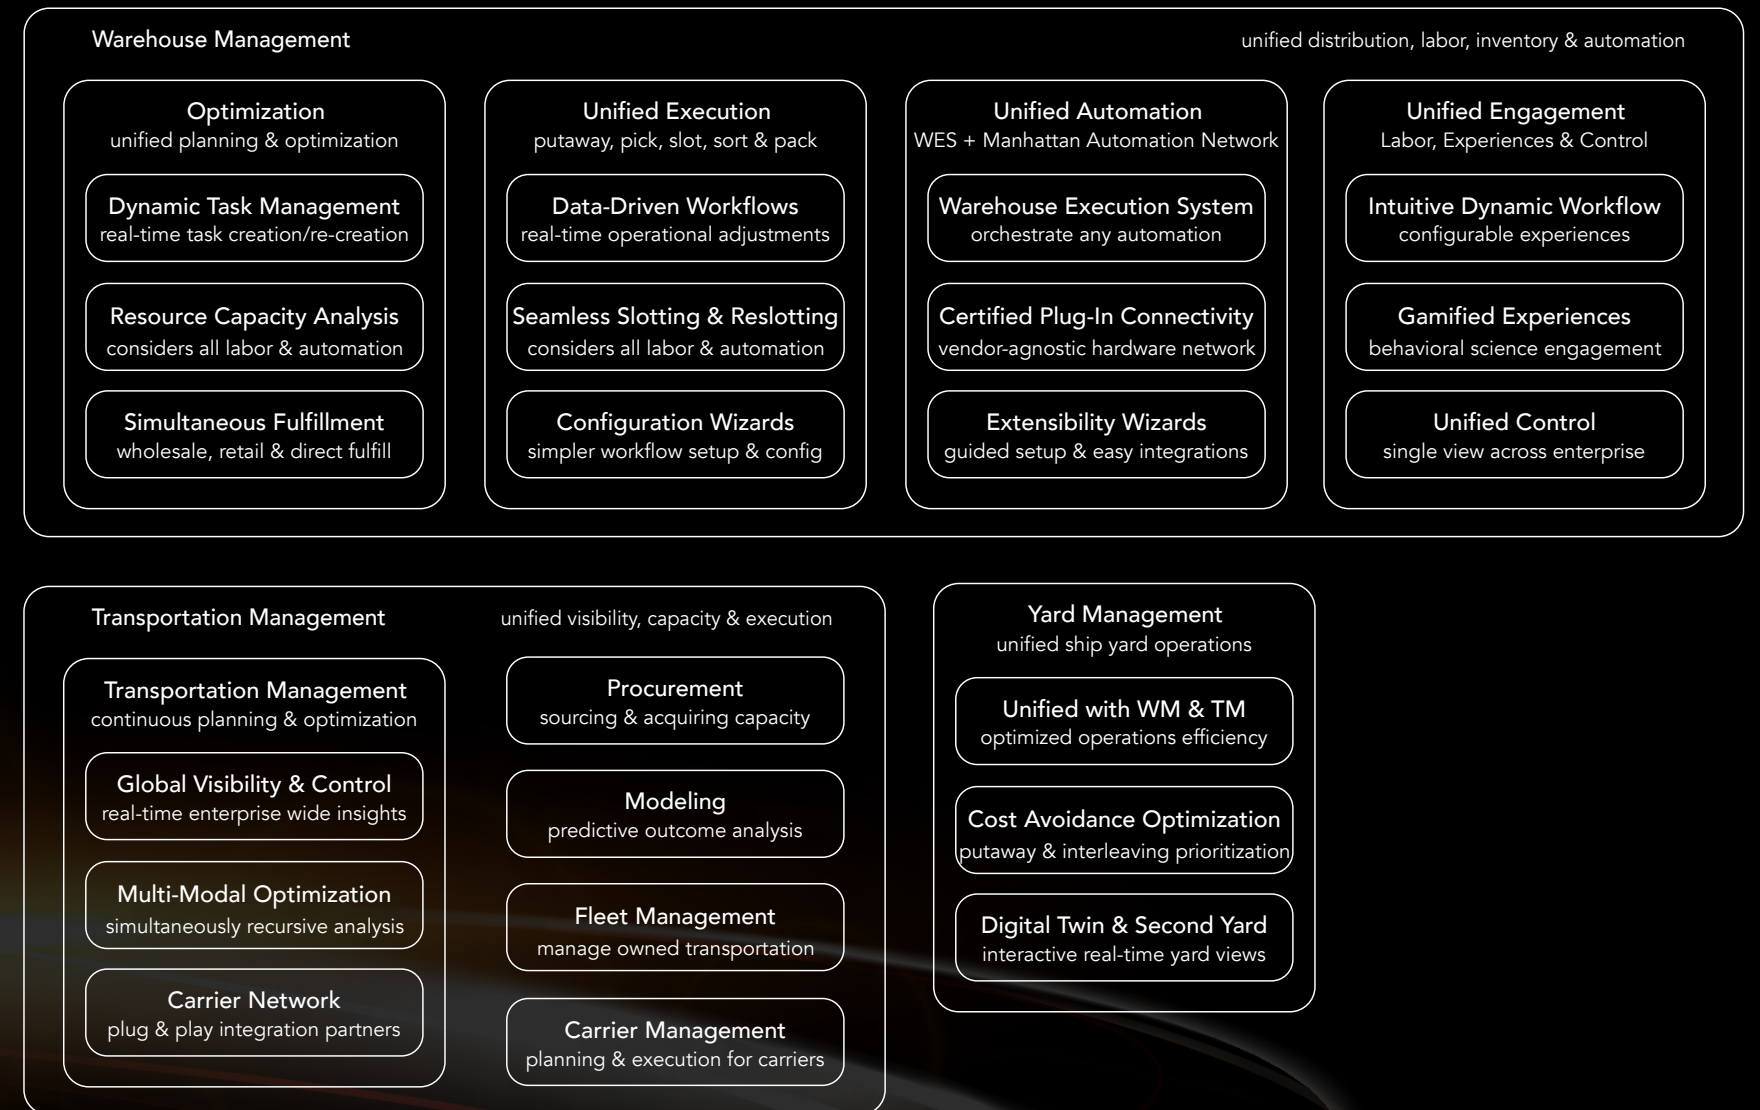 Warehouse Management
unified distribution, labor, inventory & automation
Optimization
unified planning & optimization
Dynamic Task Management
real-time task creation/re-creation
Resource Capacity Analysis
considers all labor & automation
Simultaneous Fulfillment
wholesale, retail & direct fulfill
Unified Execution
putaway, pick, slot, sort & pack
Data-Driven Workflows
real-time operational adjustments
Seamless Slotting & Reslotting
considers all labor & automation
Configuration Wizards
simpler workflow setup & config
Unified Automation
WES + Manhattan Automation Network
Warehouse Execution System
orchestrate any automation
Certified Plug-In Connectivity
vendor-agnostic hardware network
Extensibility Wizards
guided setup & easy integrations
Unified Engagement
Labor, Experiences & Control
Intuitive Dynamic Workflow
configurable experiences
Gamified Experiences
behavioral science engagement
Unified Control
single view across enterprise
Transportation Management
unified visibility, capacity & execution
Transportation Management
continuous planning & optimization
Global Visibility & Control
real-time enterprise wide insights
Multi-Modal Optimization
simultaneously recursive analysis
Carrier Network
plug & play integration partners
Procurement
sourcing & acquiring capacity
Modeling
predictive outcome analysis
Fleet Management
manage owned transportation
Carrier Management
planning & execution for carriers
Yard Management
unified ship yard operations
Unified with WM & TM
optimized operations efficiency
Cost Avoidance Optimization
putaway & interleaving prioritization
Digital Twin & Second Yard
interactive real-time yard views